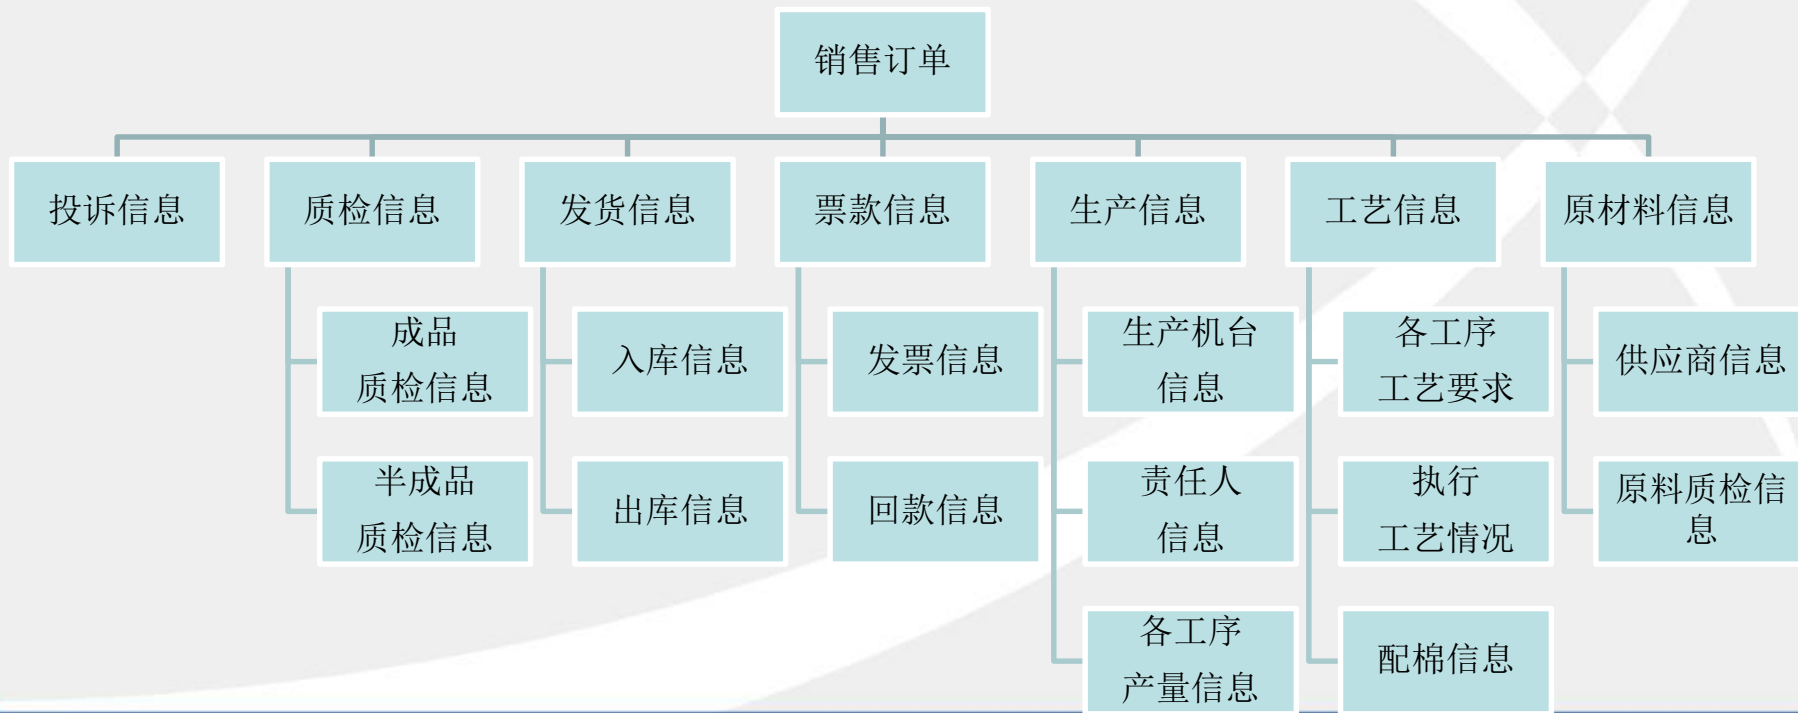 销售订单
投诉信息
质检信息
发货信息
票款信息
生产信息
工艺信息
原材料信息
成品
质检信息
入库信息
发票信息
生产机台
信息
各工序
工艺要求
供应商信息
半成品
质检信息
出库信息
回款信息
责任人
信息
执行
工艺情况
原料质检信
息
各工序
产量信息
配棉信息